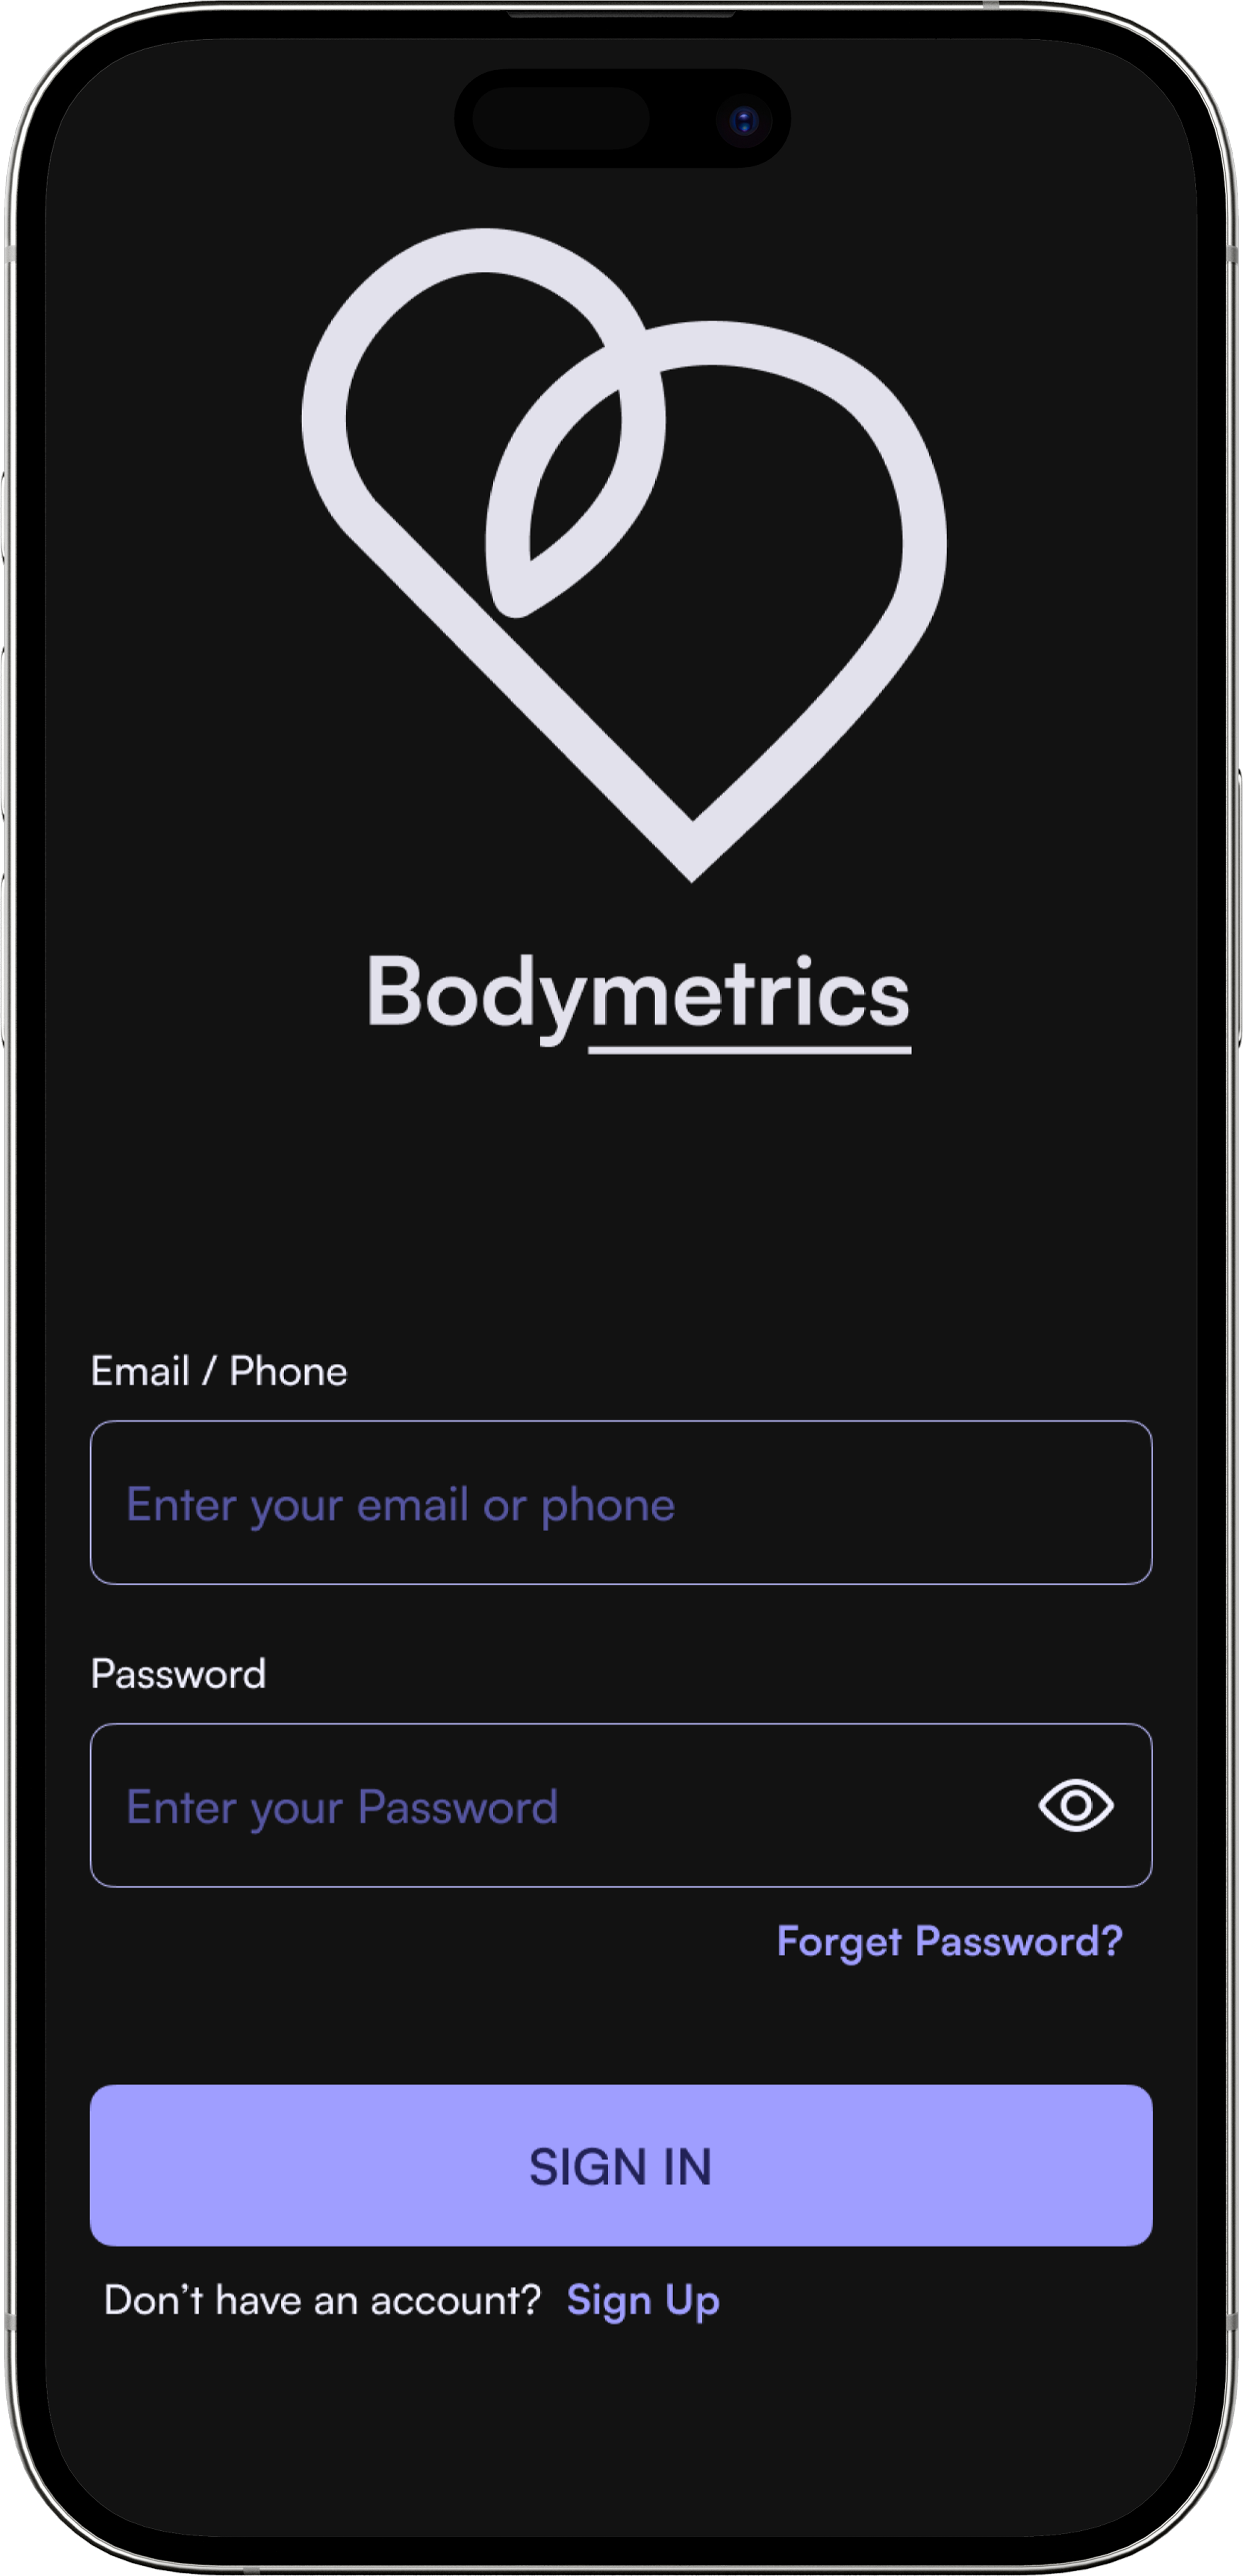 Bodymetrics
Email / Phone
Enter your email or phone
Password
Enter your Password
Forget Password?
SIGN IN
Don’t have an account? Sign Up